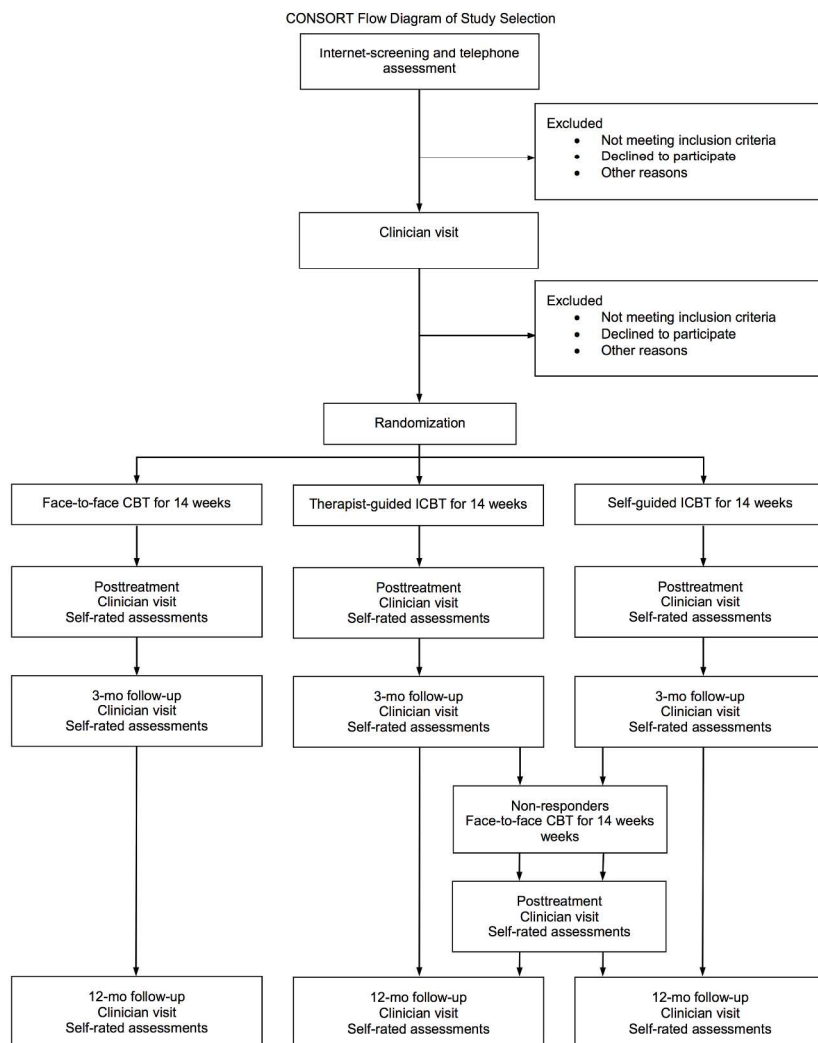 CONSORT Flow Diagram of Study Selection
Internet-screening and telephone
assessment
Excluded
• Not meeting inclusion criteria
• Declined to participate
• Other reasons
Clinician visit
Excluded
• Not meeting inclusion criteria
• Declined to participate
• Other reasons
Randomization
Face-to-face CBT for 14 weeks
Therapist-guided ICBT for 14 weeks
Self-guided ICBT for 14 weeks
Posttreatment
Clinician visit
Self-rated assessments
Posttreatment
Clinician visit
Self-rated assessments
Posttreatment
Clinician visit
Self-rated assessments
3-mo follow-up
Clinician visit
Self-rated assessments
3-mo follow-up
Clinician visit
Self-rated assessments
3-mo follow-up
Clinician visit
Self-rated assessments
Non-responders
Face-to-face CBT for 14 weeks
weeks
Posttreatment
Clinician visit
Self-rated assessments
12-mo follow-up
Clinician visit
Self-rated assessments
12-mo follow-up
Clinician visit
Self-rated assessments
12-mo follow-up
Clinician visit
Self-rated assessments